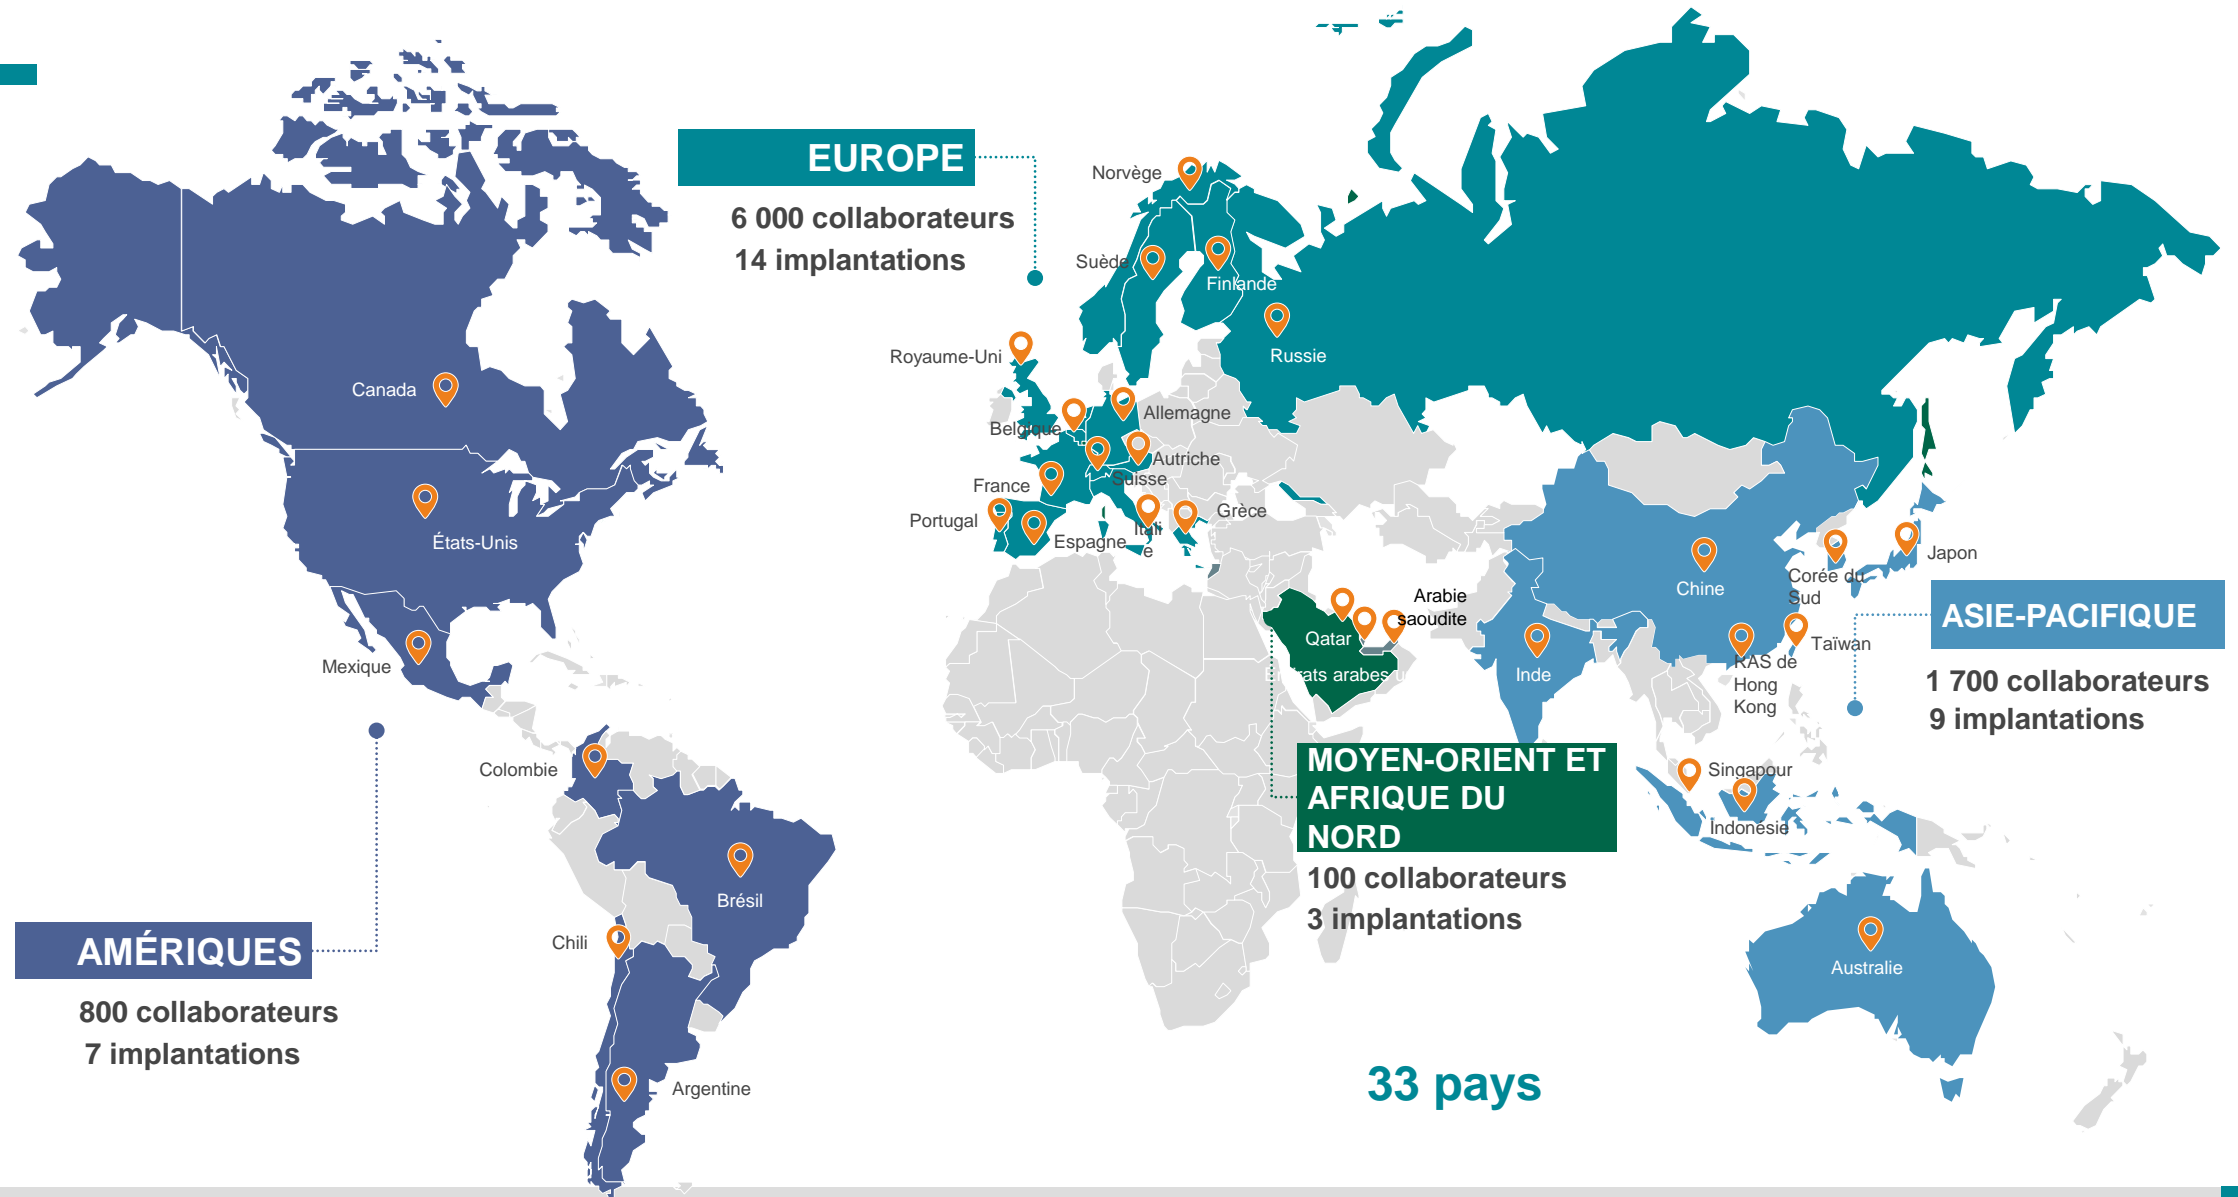 EUROPE
6 000 collaborateurs
14 implantations
Norvège
Suède
Finlande
Russie
Royaume-Uni
Canada
Allemagne
Belgique
Autriche
Suisse
France
Portugal
Grèce
Espagne
Itali
e
États-Unis
Mexique
Japon
Chine
Corée du
Sud
Arabie
saoudite
Qatar
Inde
ASIE-PACIFIQUE
1 700 collaborateurs
9 implantations
Taïwan
RAS de
Hong
Kong
Singapour
Indonésie
Australie
MOYEN-ORIENT ET
AFRIQUE DU
NORD
100 collaborateurs
3 implantations
Colombie
Brésil
Chili
Argentine
AMÉRIQUES
800 collaborateurs
7 implantations
33 pays